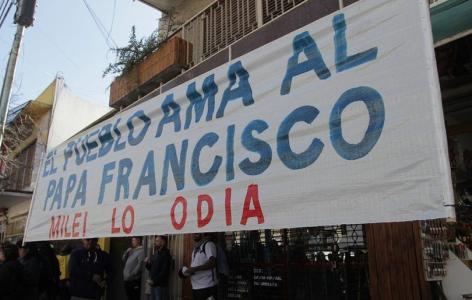 EL PUEBLO AMA AL
PAPA FRANCISCO
MILEI LO ODIA